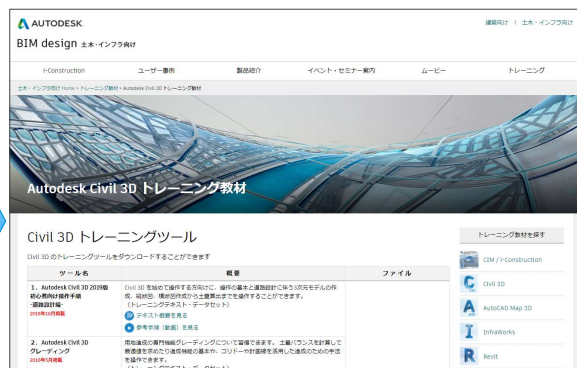 AUTODESK
建築向け | 土木・インフラ向け
BIM design 土木・インフラ向け
i-Construction
ユーザー事例
製品紹介
イベント・セミナー案内
ムービー
トレーニング
土木・インフラ向け Home > トレーニング教材 > Autodesk Civil 3D トレーニング教材
Autodesk Civil 3D トレーニング教材
Civil 3D トレーニングツール
Civil 3D のトレーニングツールをダウンロードすることができます
ツール名
概要
ファイル
1. Autodesk Civil 3D 2019版
初心者向け操作手順
-道路設計編-
2018年10月掲載
Civil 3D を始めて操作する方向けに、操作の基本と道路設計に伴う3次元モデルの作
成、縦断図、横断図作成から土量算出までを操作することができます。
(トレーニングテキスト・データセット)
テキスト概要を見る
参考手順（動画）を見る
2. Autodesk Civil 3D
グレーディング
2018年5月掲載
用地造成の専門機能グレーディングについて習得できます。 土量バランスを計算して
最適値を求めたり造成機能の基本や、コリドーや計画線を活用した造成のための手法
を操作できます。
(トレーニングテキスト・データセット)
トレーニング教材を探す
CIM / i-Construction
Civil 3D
AutoCAD Map 3D
InfraWorks
Revit